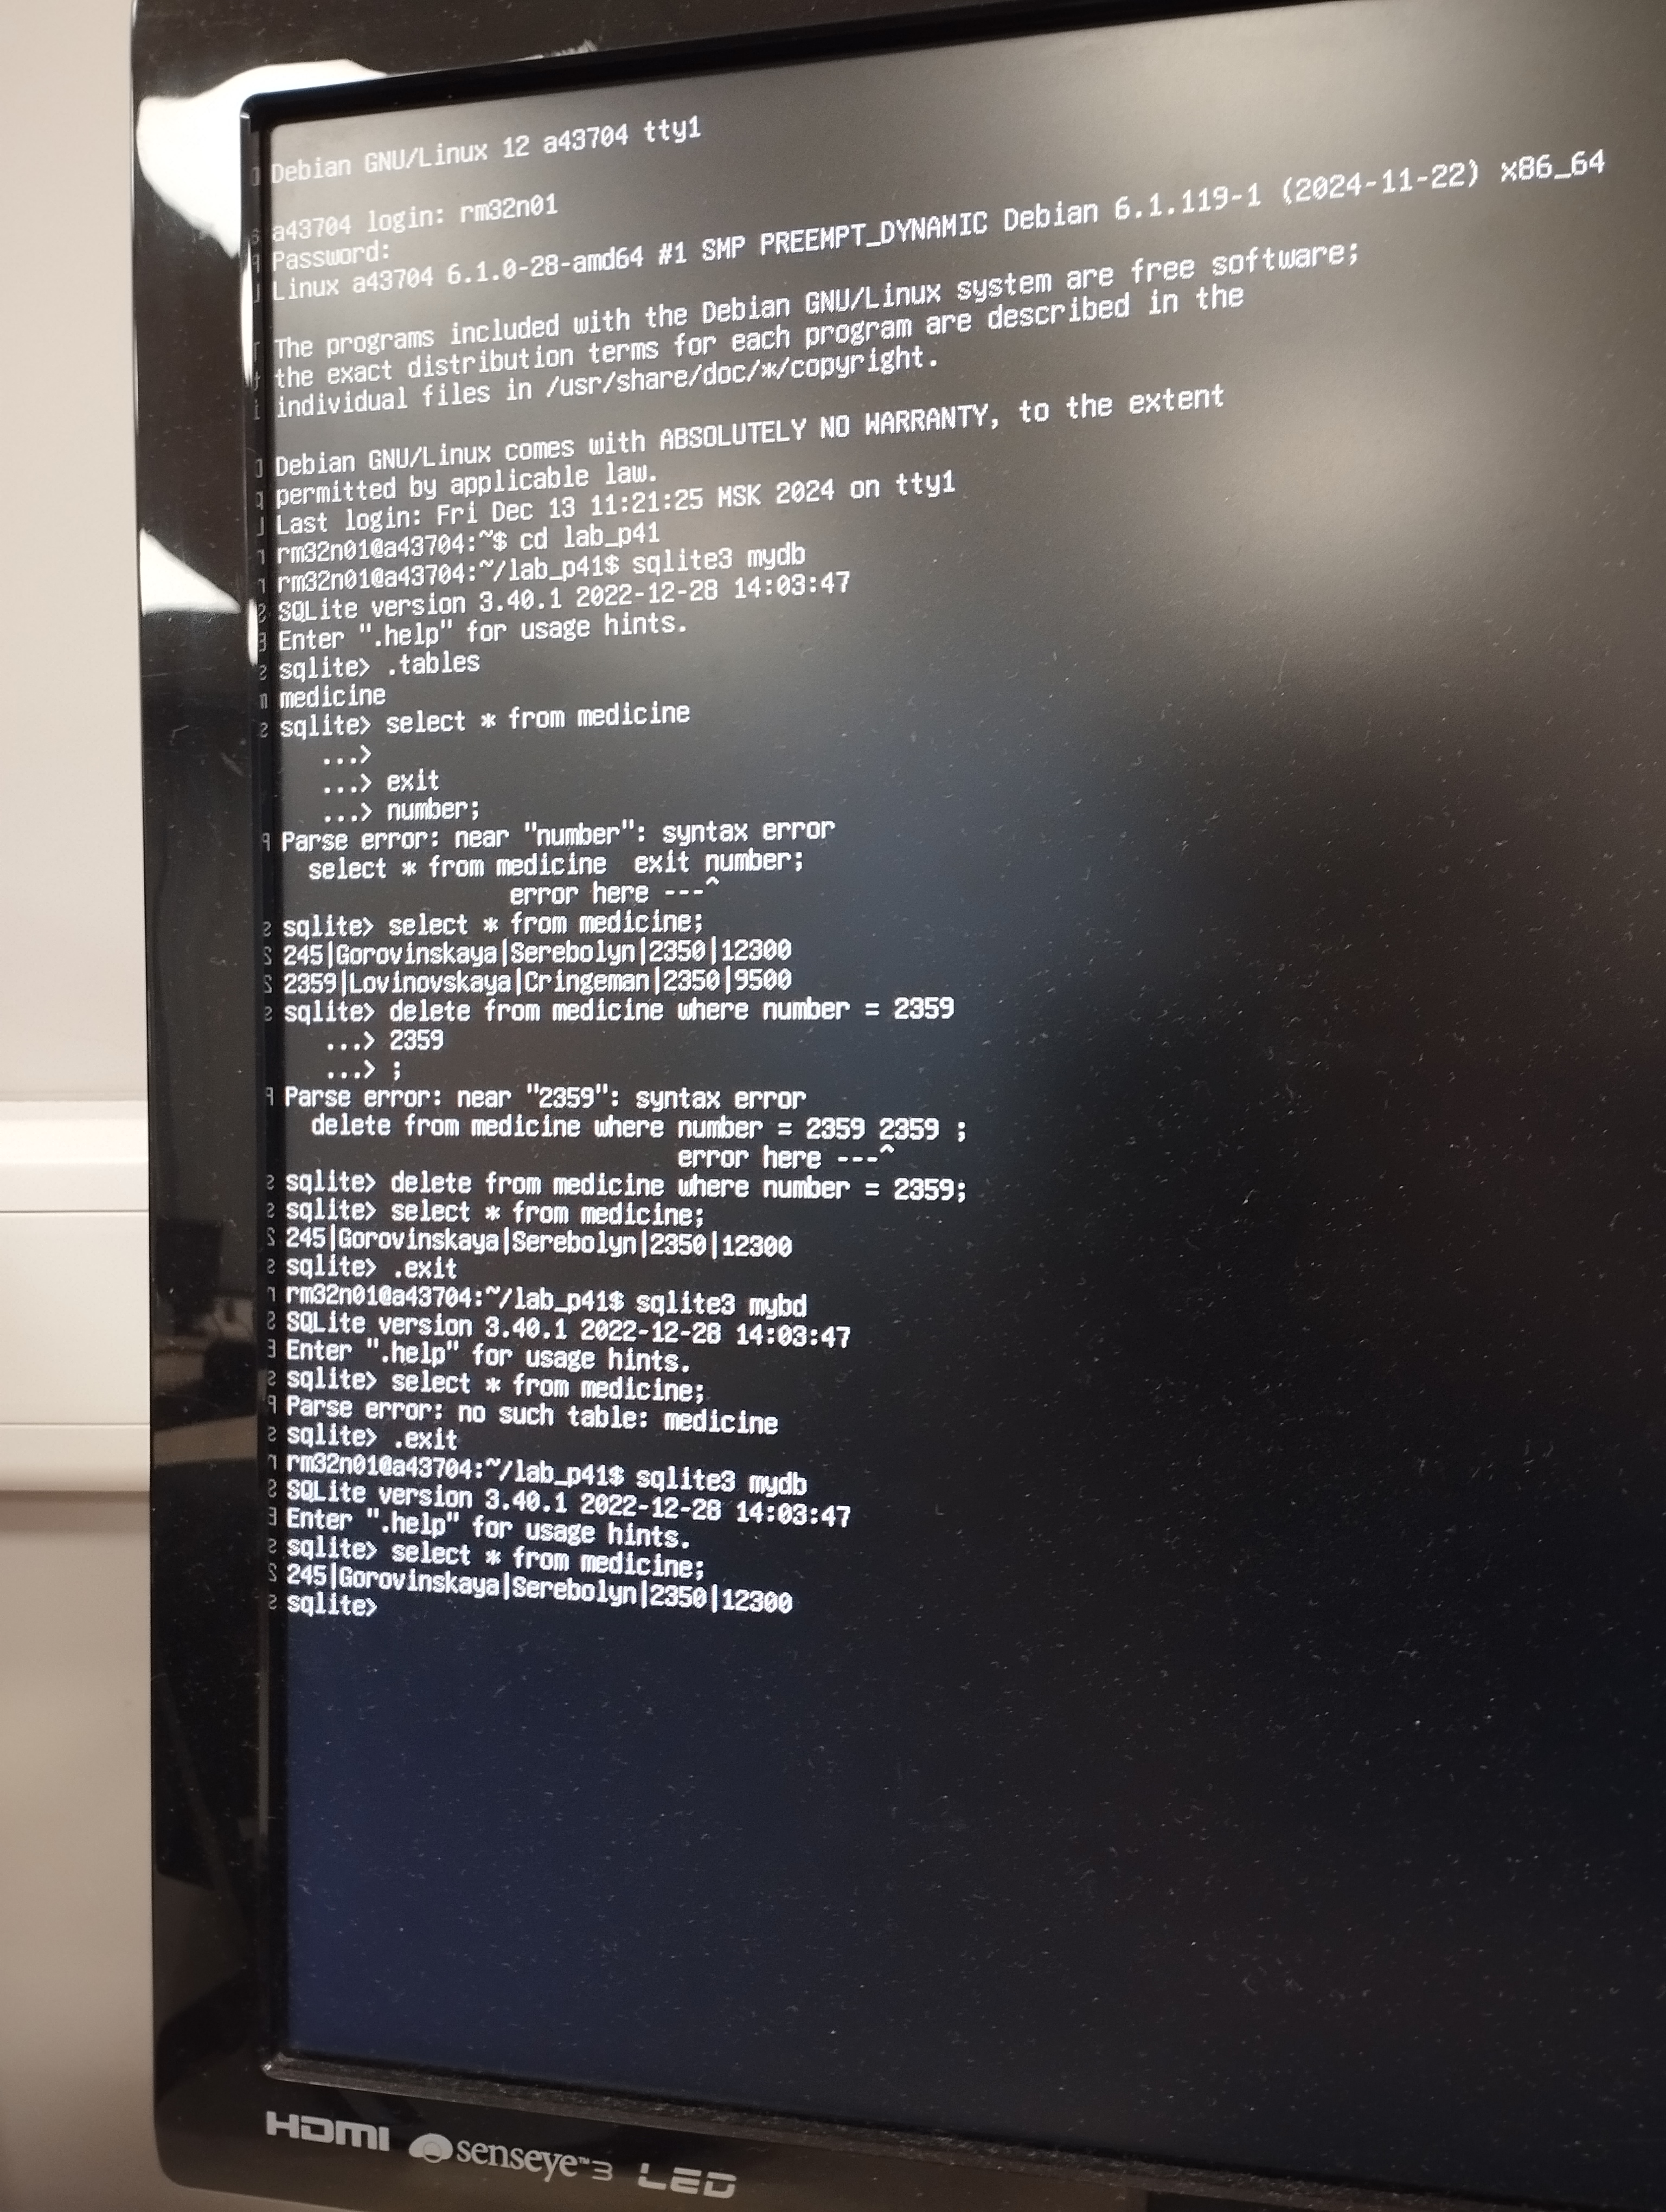 Debian GNU/Linux 12 a43704 tty1
a43704 login: rm32n01
Password:
Linux a43704 6.1.0-28-amd64 #1 SMP PREEMPT_DYNAMIC Debian 6.1.119-1 (2024-11-22) x86_64
The programs included with the Debian GNU/Linux system are free software;
the exact distribution terms for each program are described in the
individual files in /usr/share/doc/*/copyright.
Debian GNU/Linux comes with ABSOLUTELY NO WARRANTY, to the extent
permitted by applicable law.
Last login: Fri Dec 13 11:21:25 MSK 2024 on tty1
rm32n01@a43704:~$ cd lab_p41
rm32n01@a43704:~/lab_p41$ sqlite3 mydb
SQLite version 3.40.1 2022-12-28 14:03:47
Enter ".help" for usage hints.
sqlite> .tables
medicine
sqlite> select * from medicine
...>
...> exit
...> number;
Parse error: near "number": syntax error
select * from medicine  exit number;
error here ---^
sqlite> select * from medicine;
245|Gorovinskaya|Serebolyn|2350|12300
2359|Lovinovskaya|Cringeman|2350|9500
sqlite> delete from medicine where number = 2359
...> 2359
...> ;
Parse error: near "2359": syntax error
delete from medicine where number = 2359 2359 ;
error here ---^
sqlite> delete from medicine where number = 2359;
sqlite> select * from medicine;
245|Gorovinskaya|Serebolyn|2350|12300
sqlite> .exit
rm32n01@a43704:~/lab_p41$ sqlite3 mybd
SQLite version 3.40.1 2022-12-28 14:03:47
Enter ".help" for usage hints.
sqlite> select * from medicine;
Parse error: no such table: medicine
sqlite> .exit
rm32n01@a43704:~/lab_p41$ sqlite3 mydb
SQLite version 3.40.1 2022-12-28 14:03:47
Enter ".help" for usage hints.
sqlite> select * from medicine;
245|Gorovinskaya|Serebolyn|2350|12300
sqlite>
HDMI senseye™3 LED